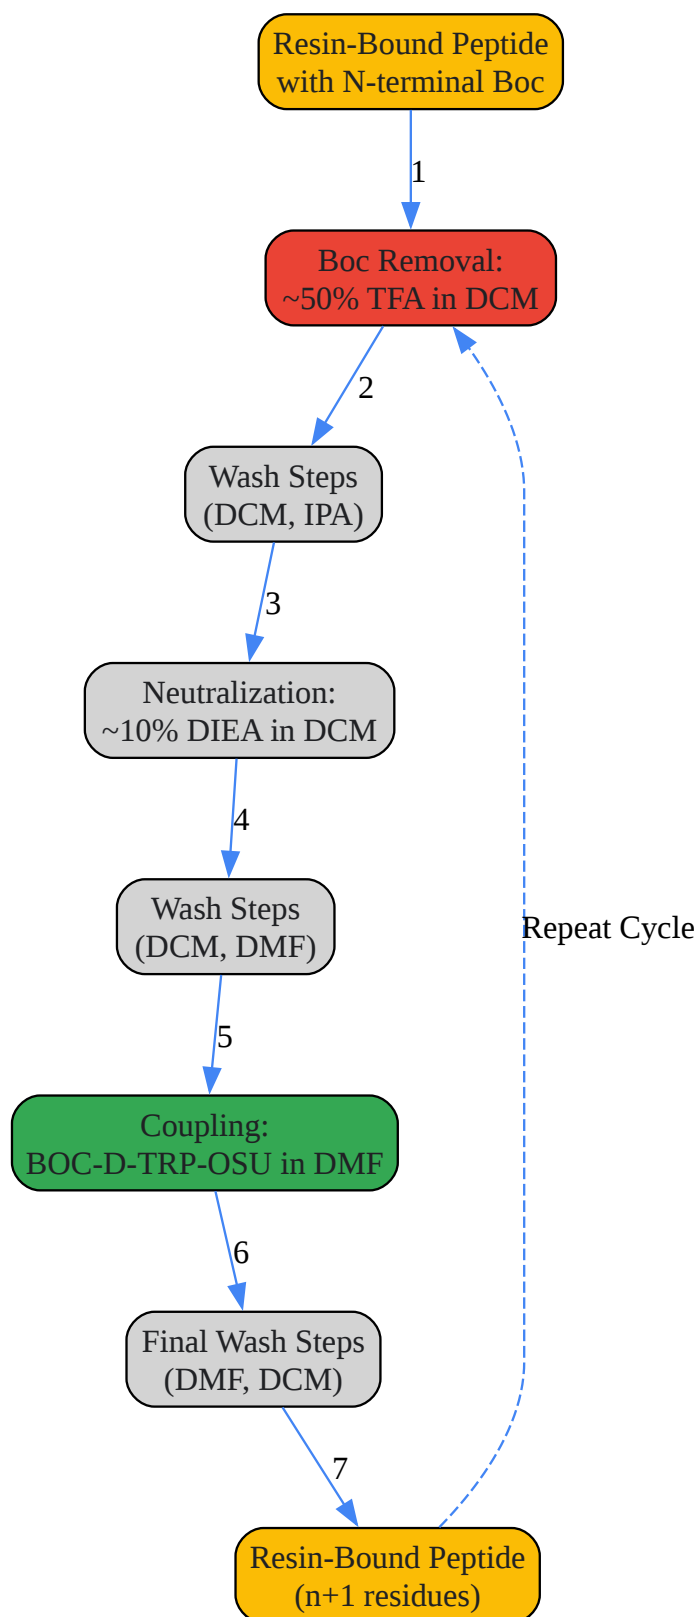 Resin-Bound Peptide
with N-terminal Boc
1
Boc Removal:
~50% TFA in DCM
2
Wash Steps
(DCM, IPA)
3
Neutralization:
~10% DIEA in DCM
4
Wash Steps
(DCM, DMF)
Repeat Cycle
5
Coupling:
BOC-D-TRP-OSU in DMF
6
Final Wash Steps
(DMF, DCM)
7
Resin-Bound Peptide
(n+1 residues)